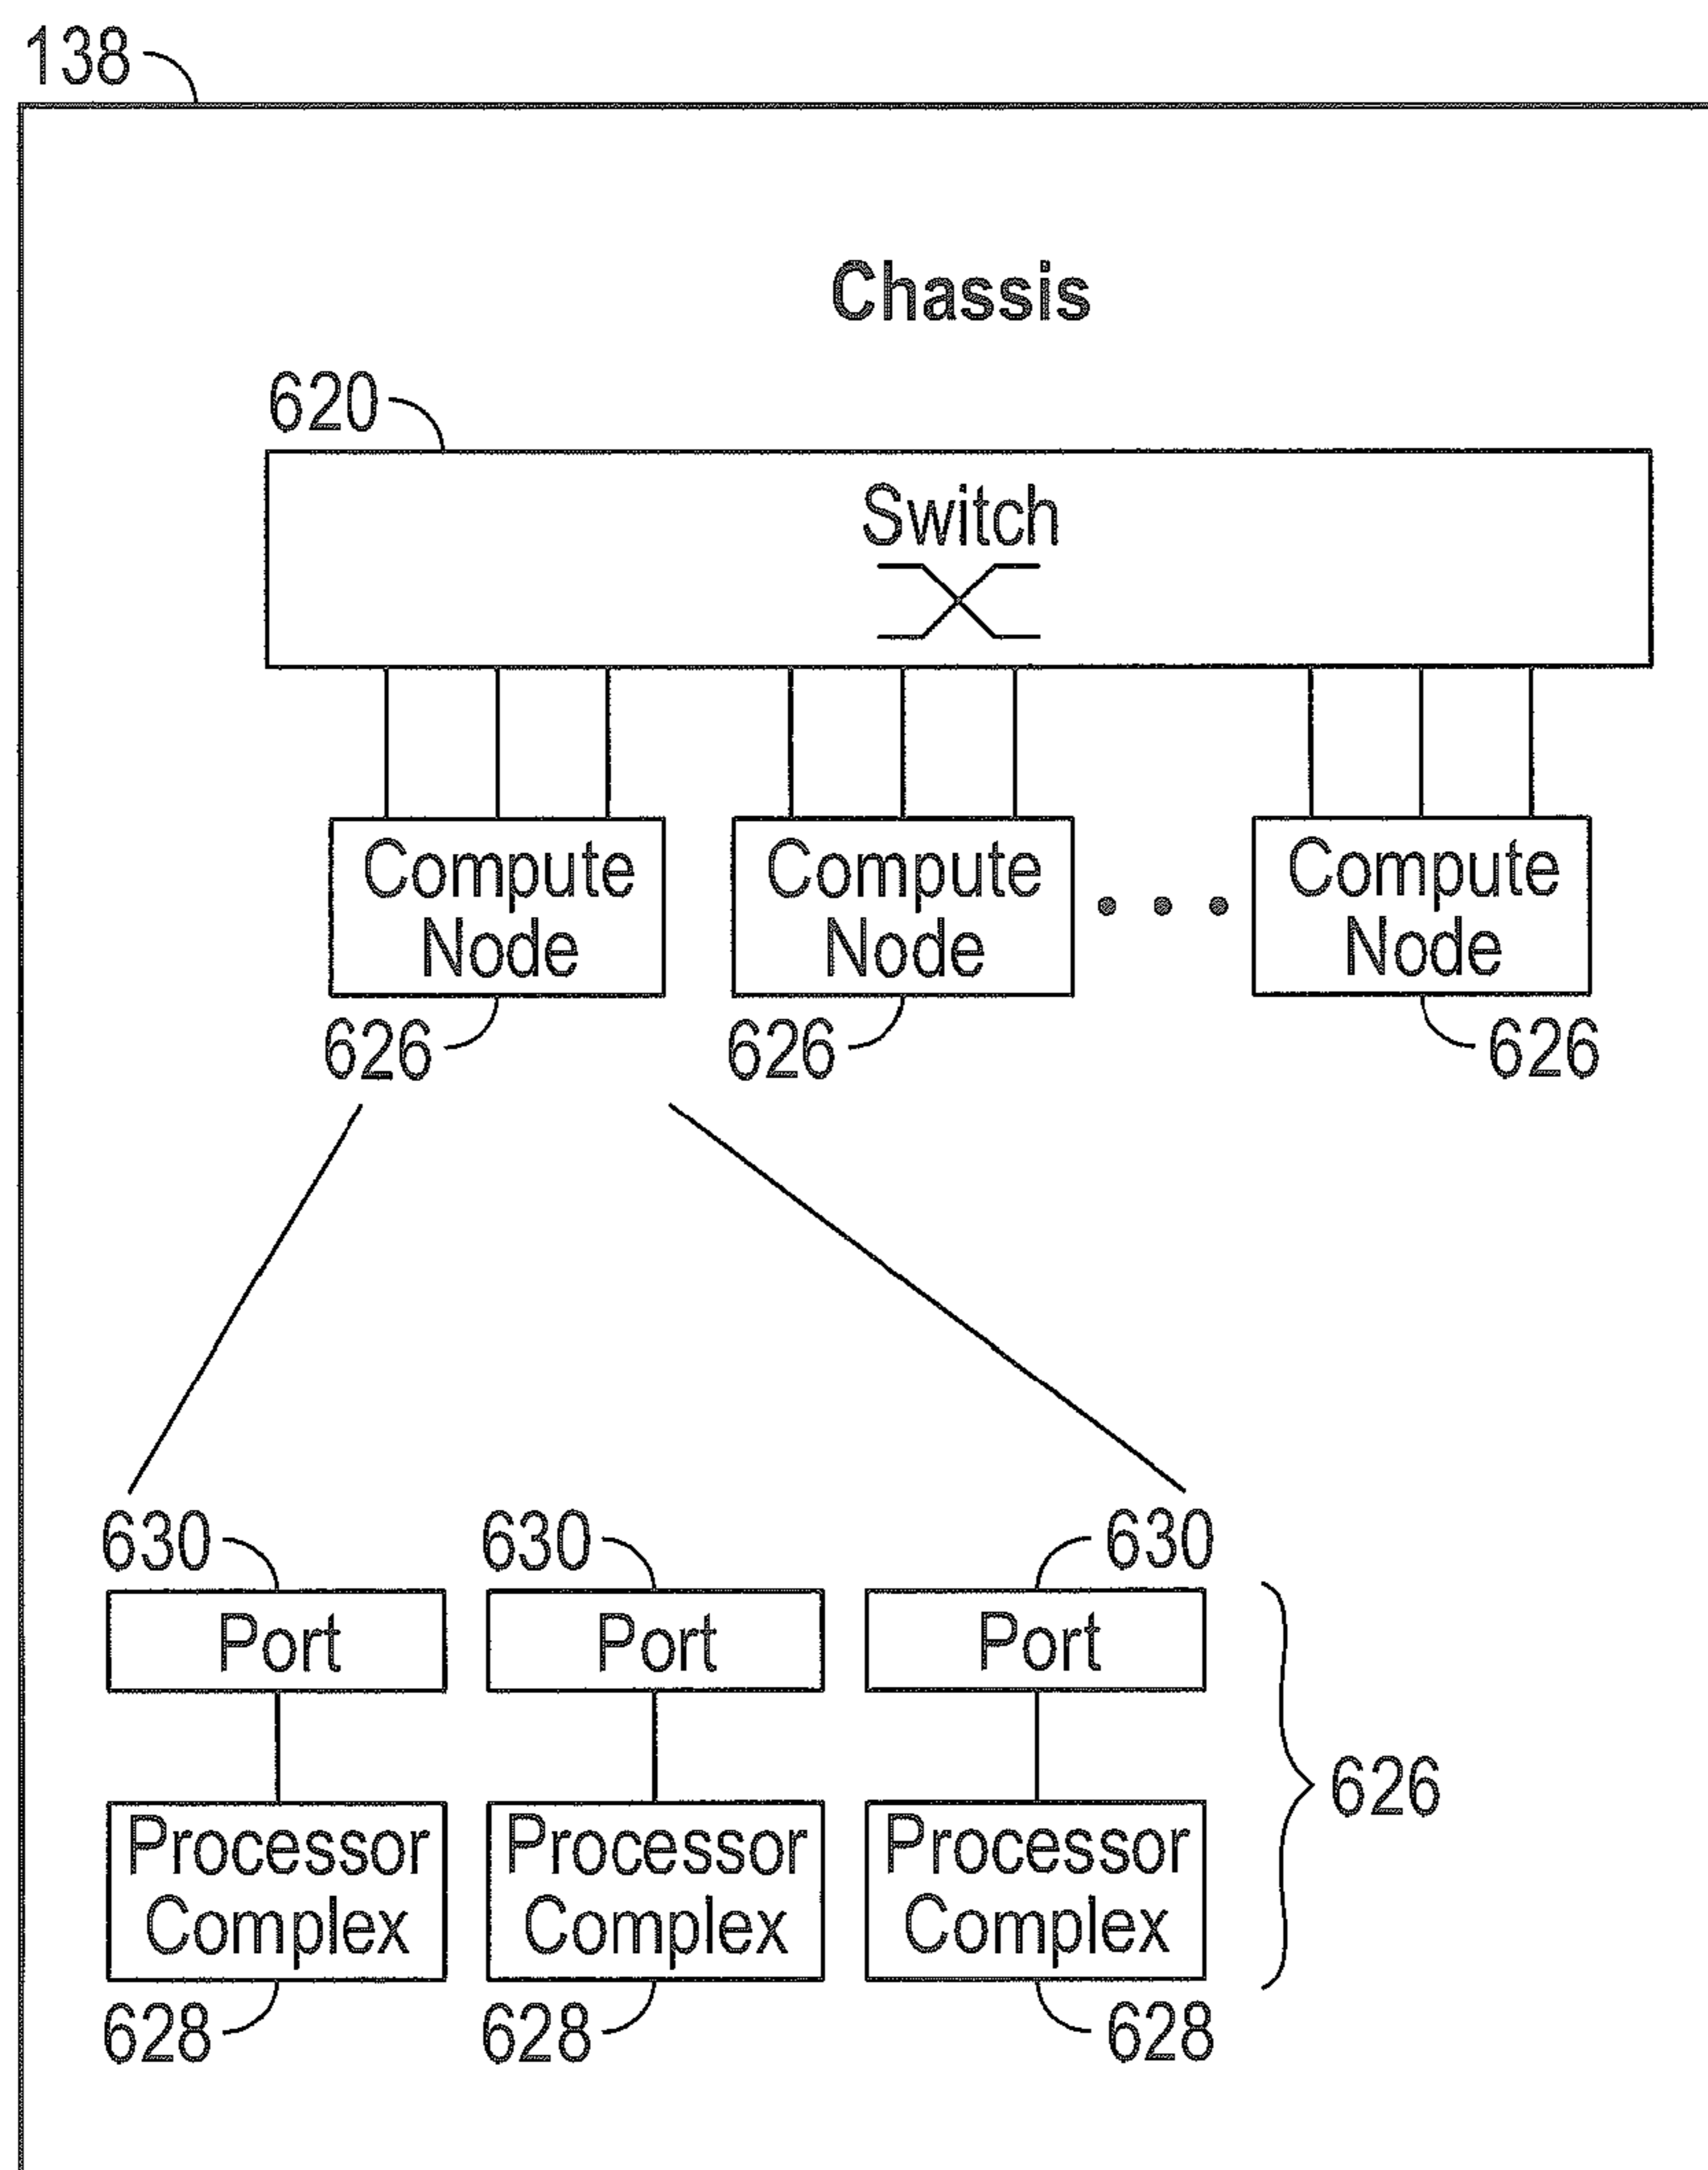 138
Chassis
620
Switch
Compute
Node
Compute
Node
Compute
Node
626
626
626
630
630
630
Port
Port
Port
626
Processor
Complex
Processor
Complex
Processor
Complex
628
628
628